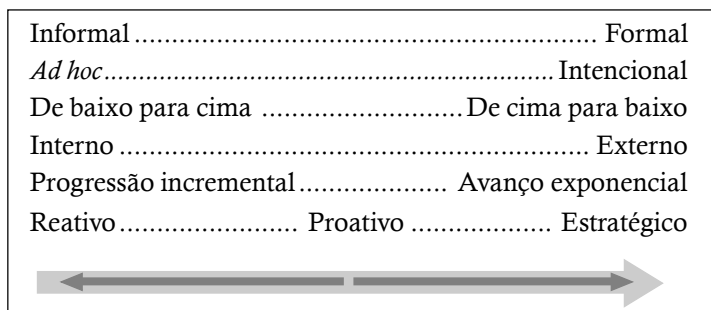 Informal ........................................................................ Formal
Ad hoc ...................................................................... Intencional
De baixo para cima ............................... De cima para baixo
Interno ......................................................................... Externo
Progressão incremental ....................... Avanço exponencial
Reativo ............................ Proativo ...................... Estratégico